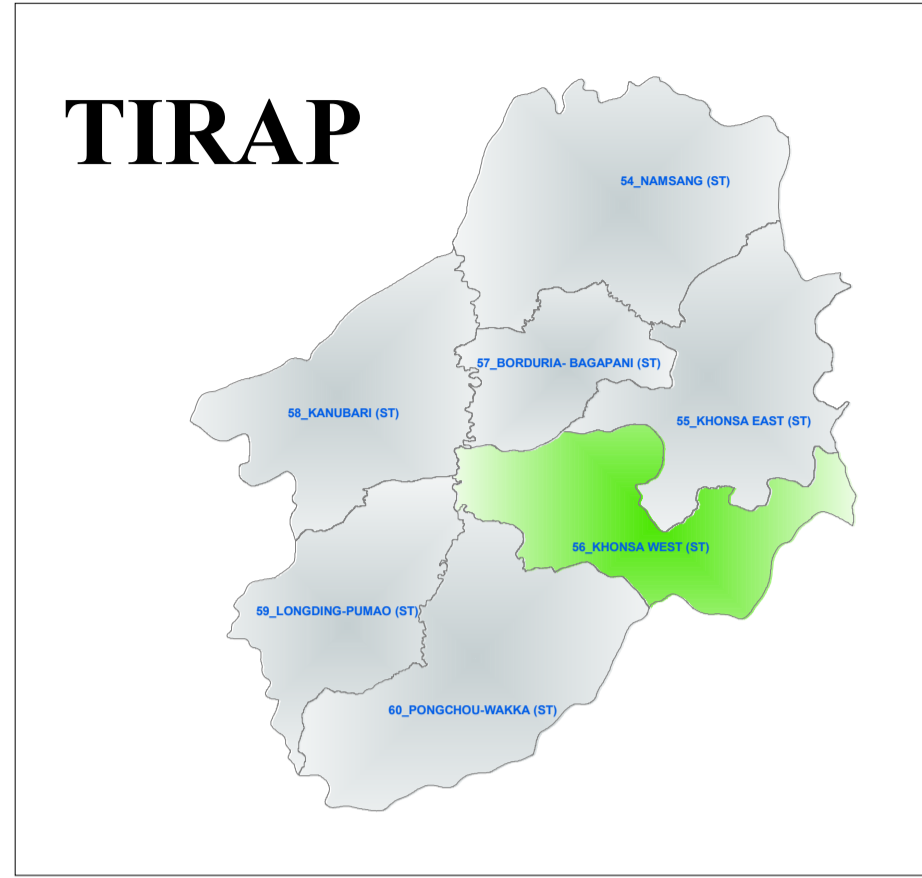 TIRAP
54_NAMSANG (ST)
57_BORDURIA- BAGAPANI (ST)
58_KANUBARI (ST)
55_KHONSA EAST (ST)
56_KHONSA WEST (ST)
59_LONGDING-PUMAO (ST)
60_PONGCHOU-WAKKA (ST)